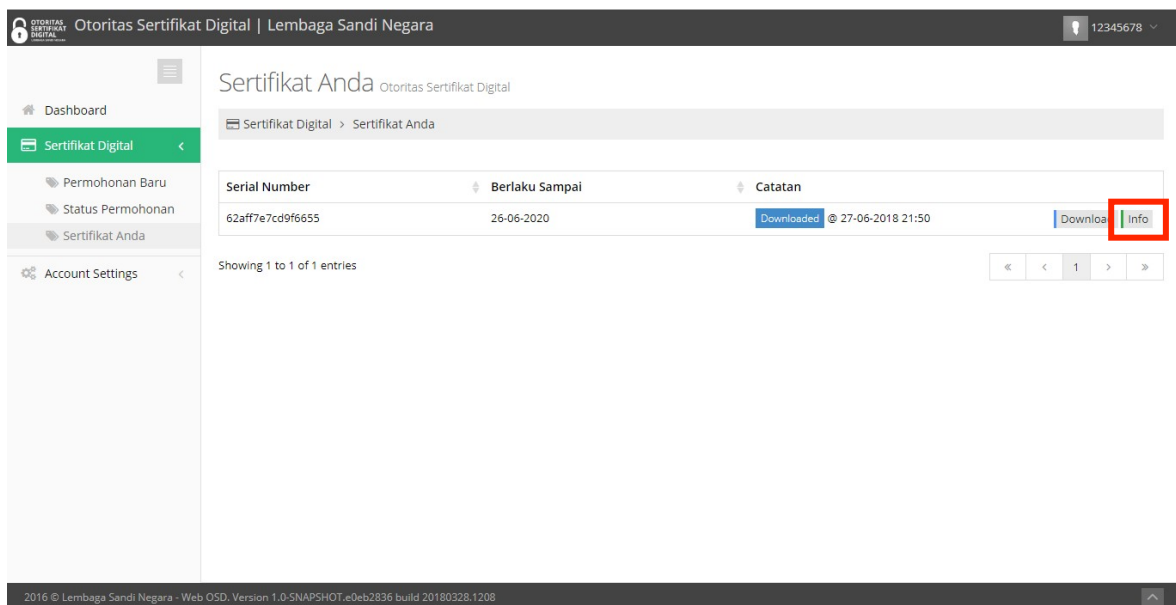 OTORITAS SERTIFIKAT DIGITAL Otoritas Sertifikat Digital | Lembaga Sandi Negara 12345678
Sertifikat Anda Otoritas Sertifikat Digital
Dashboard
Sertifikat Digital > Sertifikat Anda
Sertifikat Digital
Permohonan Baru
Status Permohonan
Sertifikat Anda
Account Settings
Serial Number Berlaku Sampai Catatan
62aff7e7cd9f6655 26-06-2020 Downloaded @ 27-06-2018 21:50 Download Info
Showing 1 to 1 of 1 entries « < 1 > »
2016 © Lembaga Sandi Negara - Web OSD. Version 1.0-SNAPSHOT.e0eb2836 build 20180328.1208